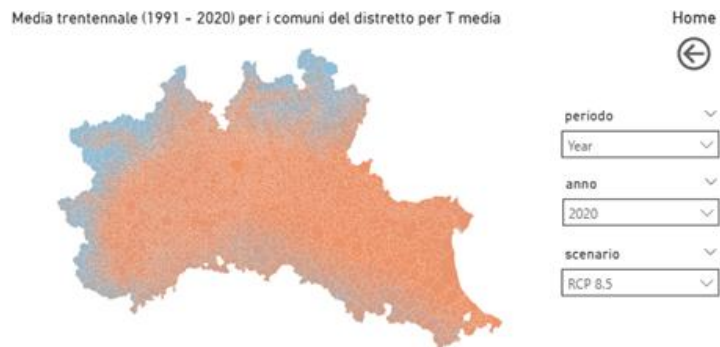 Media trentennale (1991 - 2020) per i comuni del distretto per T media
Home
periodo
Year
anno
2020
scenario
RCP 8.5